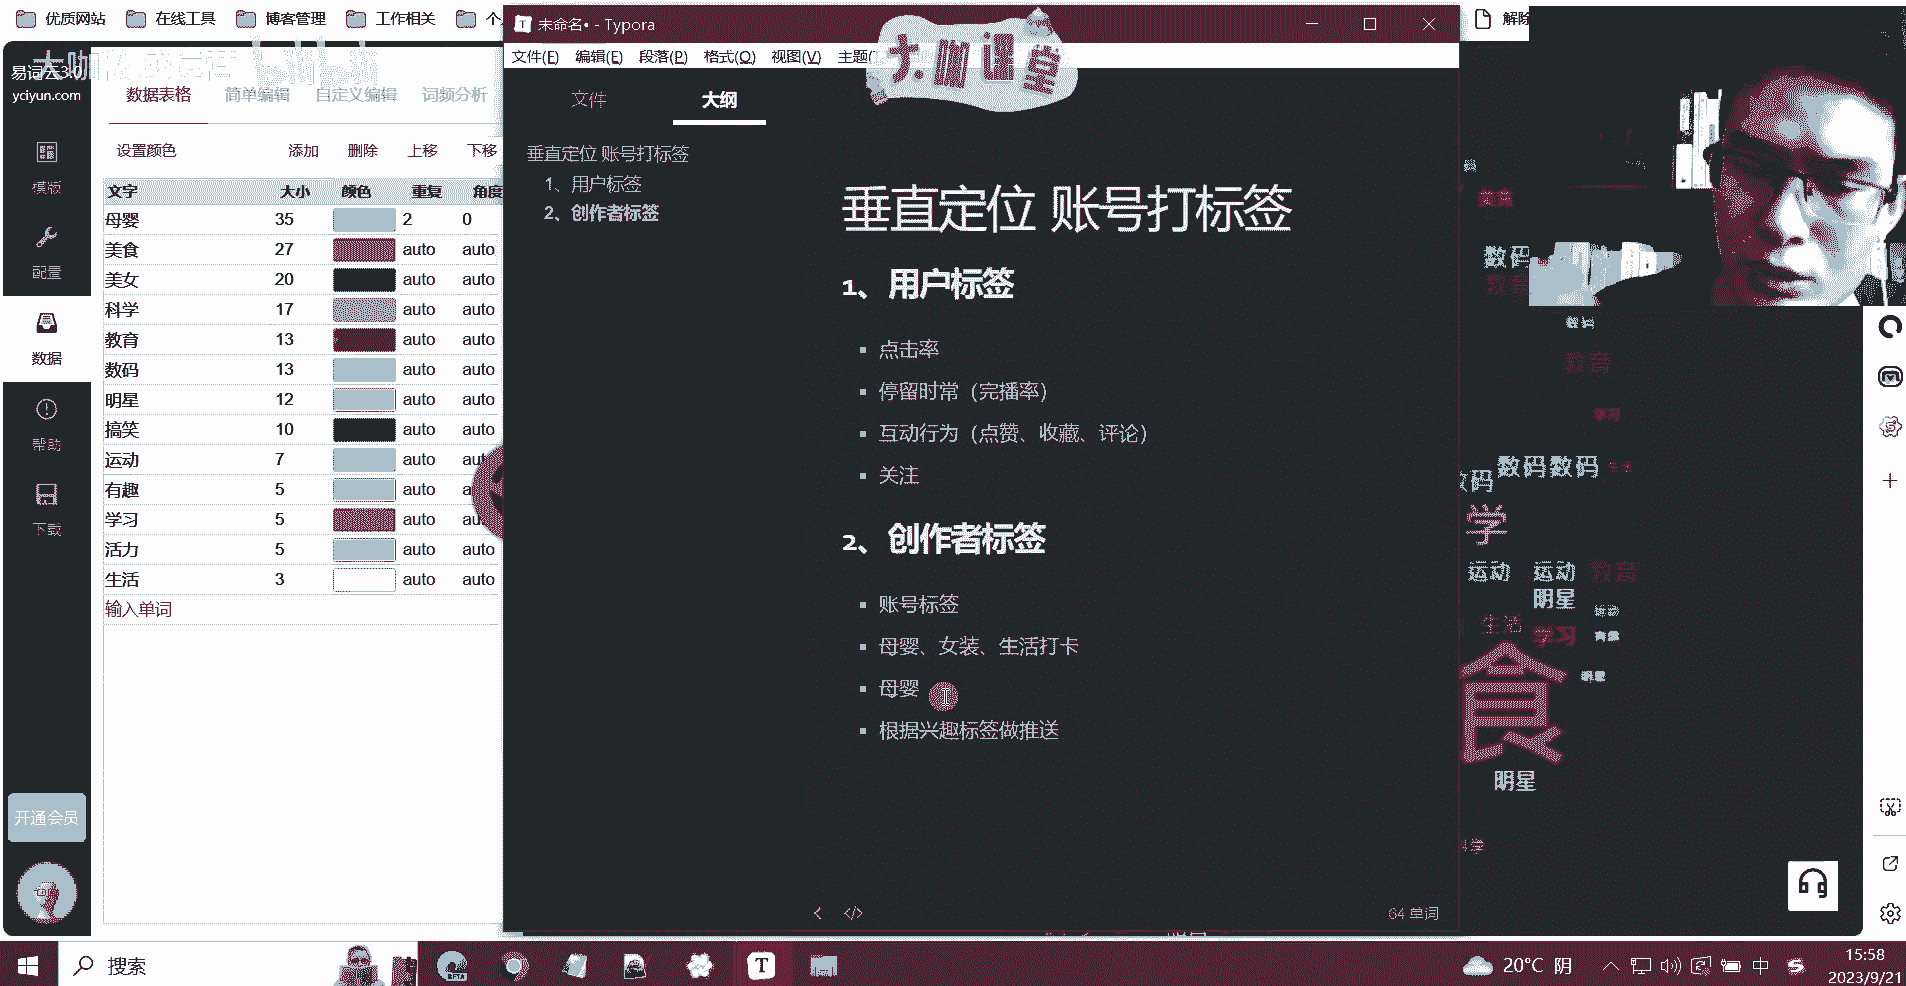 优质网站
在线工具
博客管理
工作相关
易词云3.0
yciyun.com
数据表格 简单编辑 自定义编辑 词频分析
设置颜色 添加 删除 上移 下移
文字 大小 颜色 重复 角度
母婴 35 2 0
美食 27 auto auto
美女 20 auto auto
科学 17 auto auto
教育 13 auto auto
数码 13 auto auto
明星 12 auto auto
搞笑 10 auto auto
运动 7 auto
有趣 5 auto
学习 5 auto
活力 5 auto auto
生活 3 auto auto
输入单词
模版
配置
数据
帮助
下载
开通会员
未命名• - Typora
文件(F) 编辑(E) 段落(P) 格式(O) 视图(V) 主题
大咖课堂
文件 大纲
垂直定位 账号打标签
1、用户标签
2、创作者标签
垂直定位 账号打标签
1、用户标签
点击率
停留时常（完播率）
互动行为（点赞、收藏、评论）
关注
2、创作者标签
账号标签
母婴、女装、生活打卡
母婴
根据兴趣标签做推送
64 单词
解除
数码
教育
教育
学习
数码 数码
学
运动 运动 教育
明星
生活 学习
食
明星
搜索
20°C 阴
中
15:58
2023/9/21